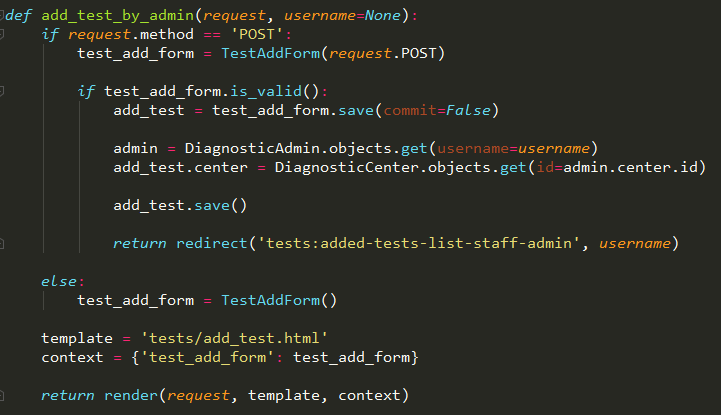 def add_test_by_admin(request, username=None):
    if request.method == 'POST':
        test_add_form = TestAddForm(request.POST)
        if test_add_form.is_valid():
            add_test = test_add_form.save(commit=False)
            admin = DiagnosticAdmin.objects.get(username=username)
            add_test.center = DiagnosticCenter.objects.get(id=admin.center.id)
            add_test.save()
            return redirect('tests:added-tests-list-staff-admin', username)
    else:
        test_add_form = TestAddForm()
    template = 'tests/add_test.html'
    context = {'test_add_form': test_add_form}
    return render(request, template, context)